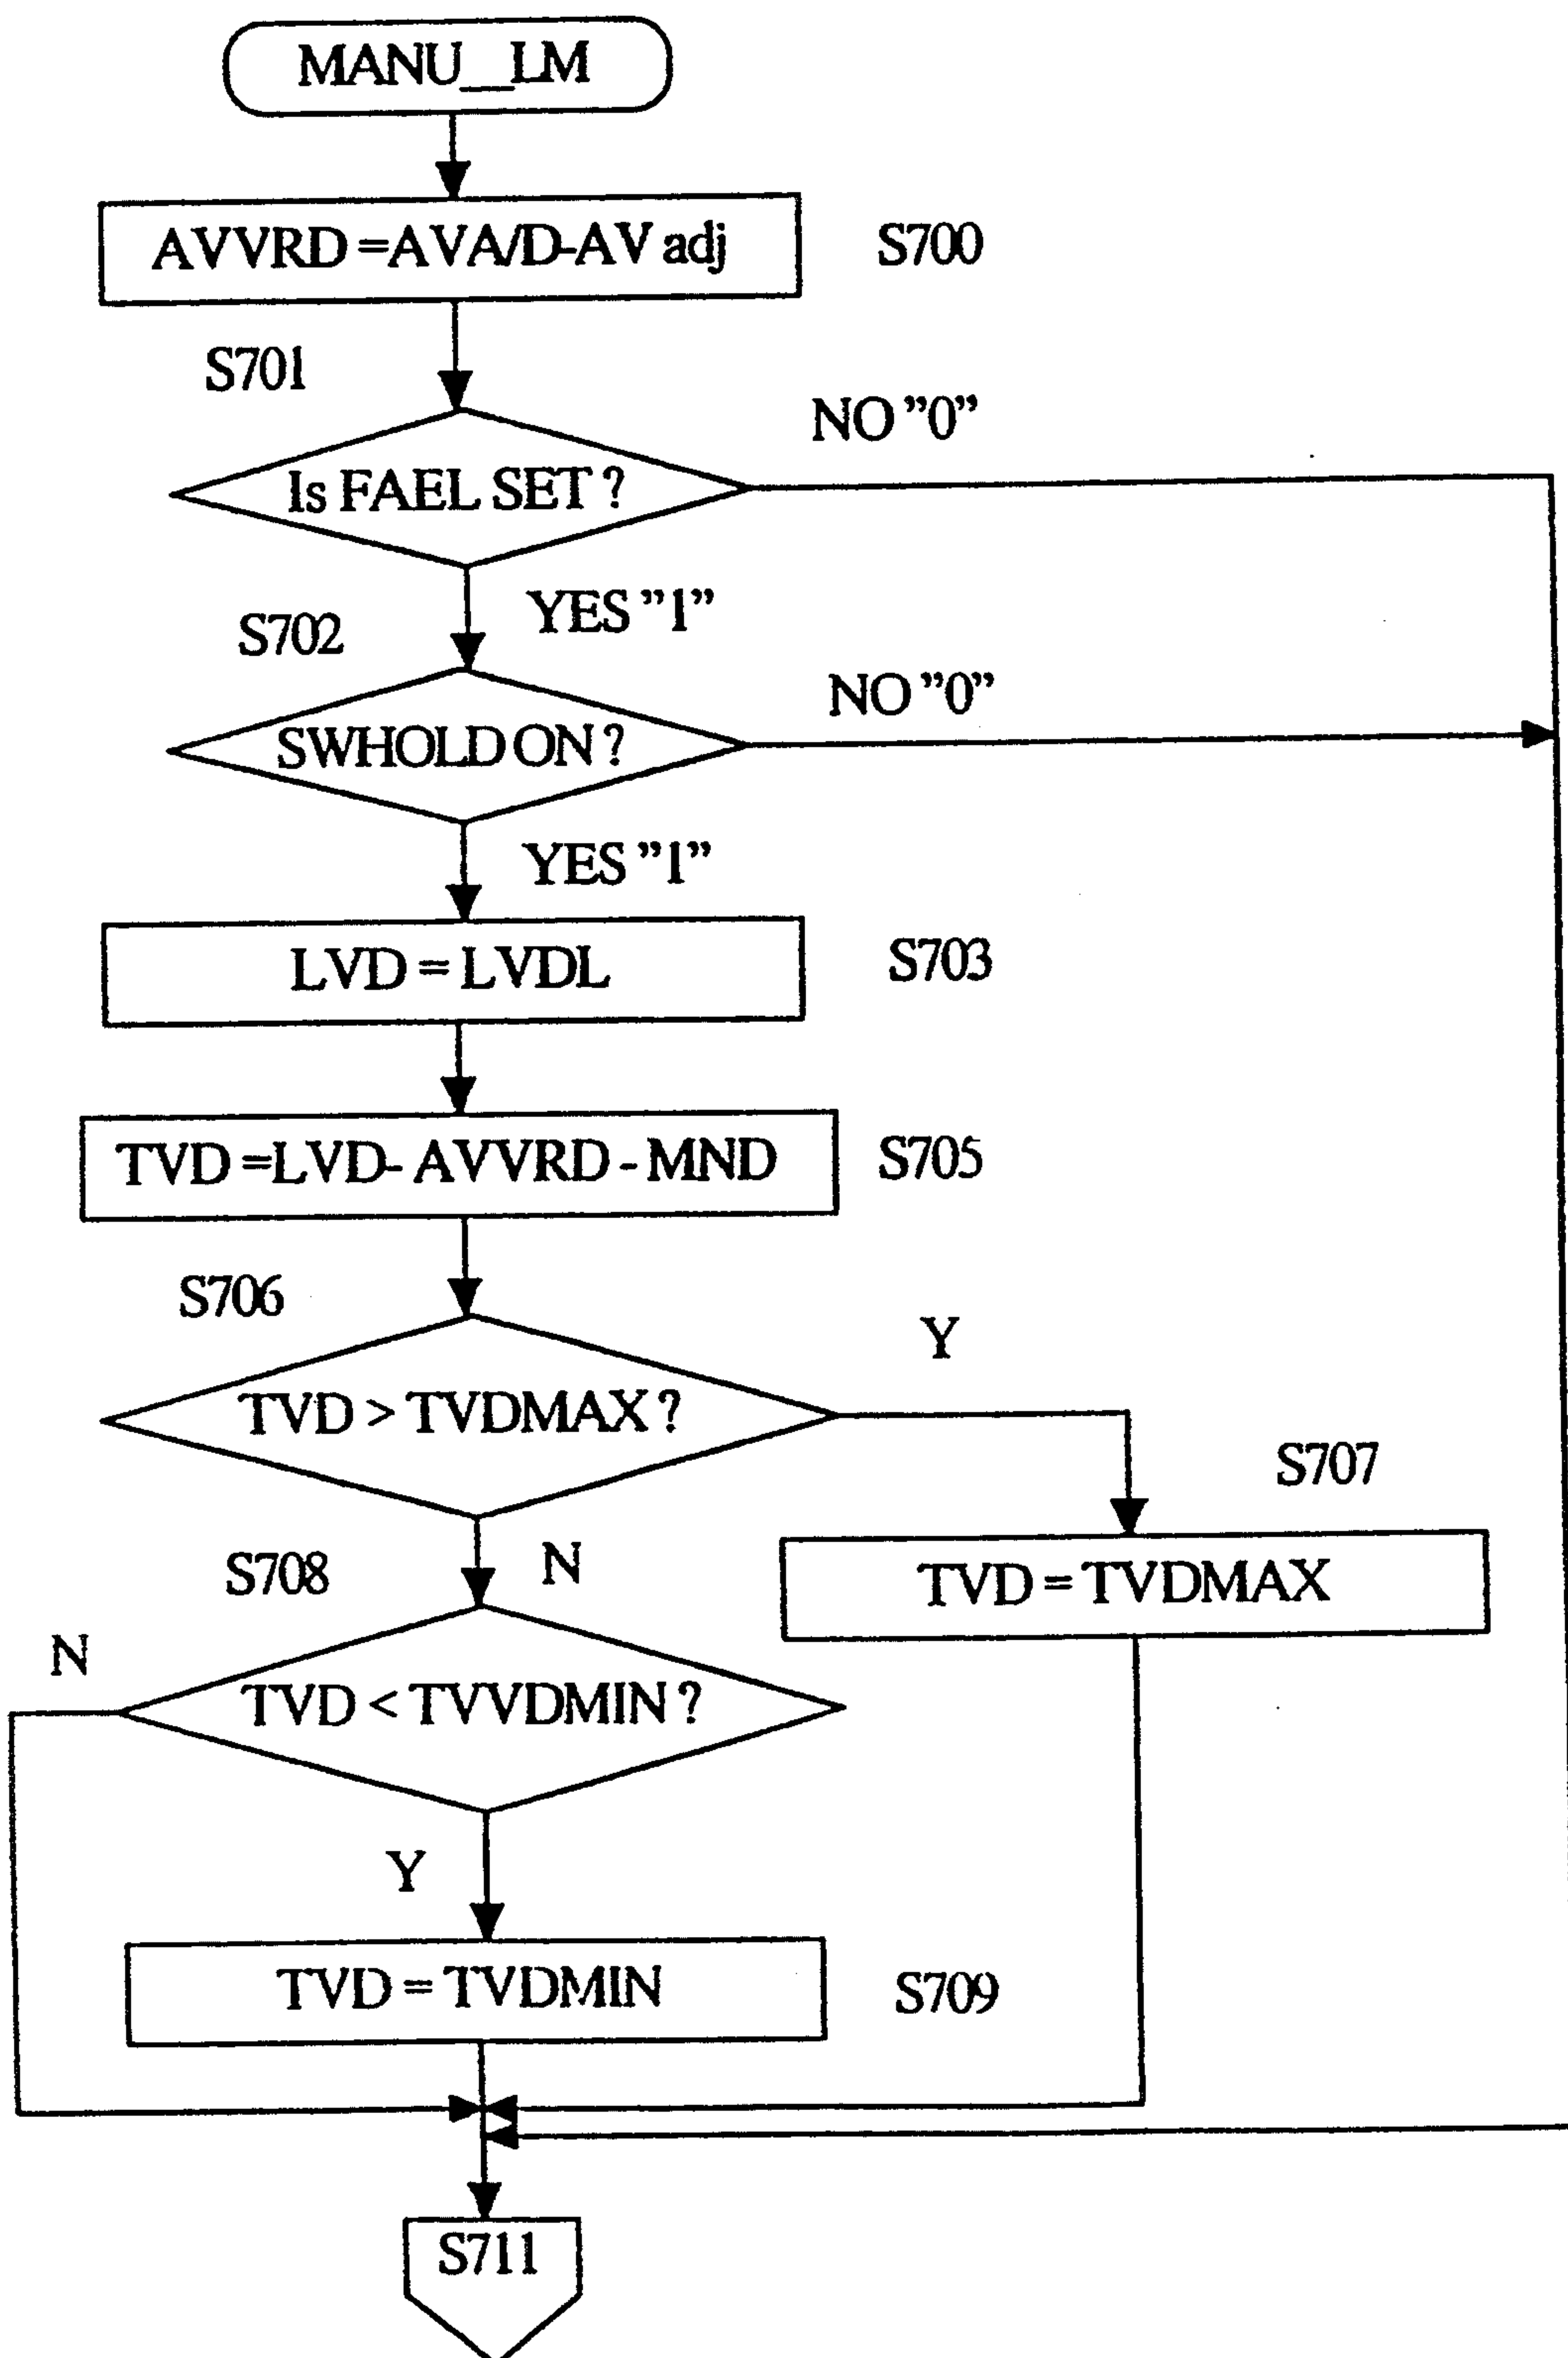 MANU__LM
AVVRD =AVA/D-AV adj
S700
S701
NO "0"
Is FAEL SET ?
YES "1"
S702
NO "0"
SWHOLD ON ?
YES "1"
LVD = LVDL
S703
TVD =LVD- AVVRD - MND
S705
S706
Y
TVD > TVDMAX ?
S707
N
S708
TVD = TVDMAX
N
TVD < TVVDMIN ?
Y
TVD = TVDMIN
S709
S711